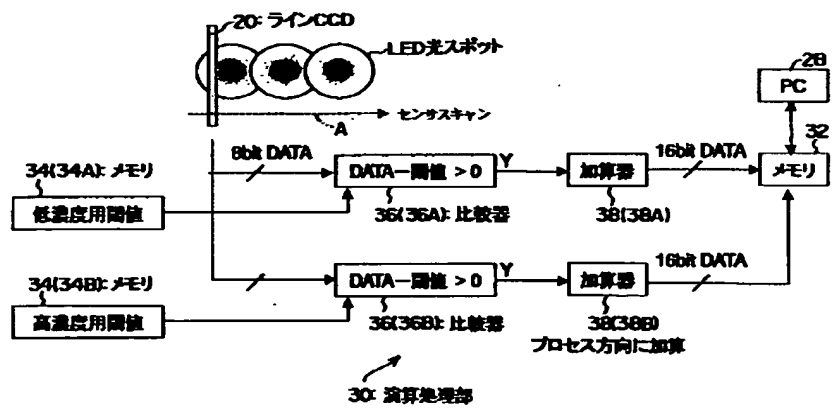 20: ラインCCD
LED光スポット
A
センサスキャン
28
PC
32
メモリ
34(34A): メモリ
低濃度用閾値
8bit DATA
DATA－閾値 > 0
Y
36(36A): 比較器
加算器
38(38A)
16bit DATA
34(34B): メモリ
高濃度用閾値
DATA－閾値 > 0
Y
36(36B): 比較器
加算器
38(38B)
プロセス方向に加算
16bit DATA
30: 演算処理部